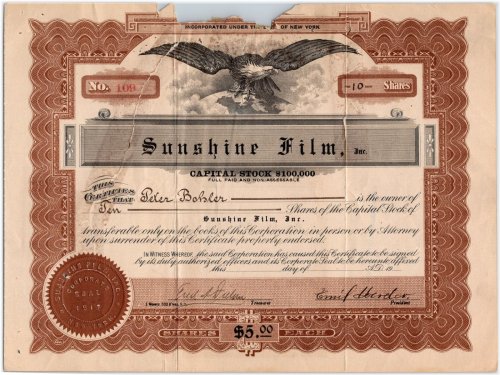 INCORPORATED UNDER THE OF NEW YORK
No. 109
10 Shares
Sunshine Film, Inc.
CAPITAL STOCK $100,000
FULL PAID AND NON-ASSESSABLE
THIS CERTIFIES THAT Peter Bohsler is the owner of
Ten Shares of the Capital Stock of
Sunshine Film, Inc.
transferable only on the books of this Corporation in person or by Attorney
upon surrender of this Certificate properly endorsed.
IN WITNESS WHEREOF, the said Corporation has caused this Certificate to be signed
by its duly authorized officers and its Corporate Seal to be hereunto affixed
this day of A.D. 19
Treasurer
CORPORATE
SEAL
SHARES $5.00 EACH